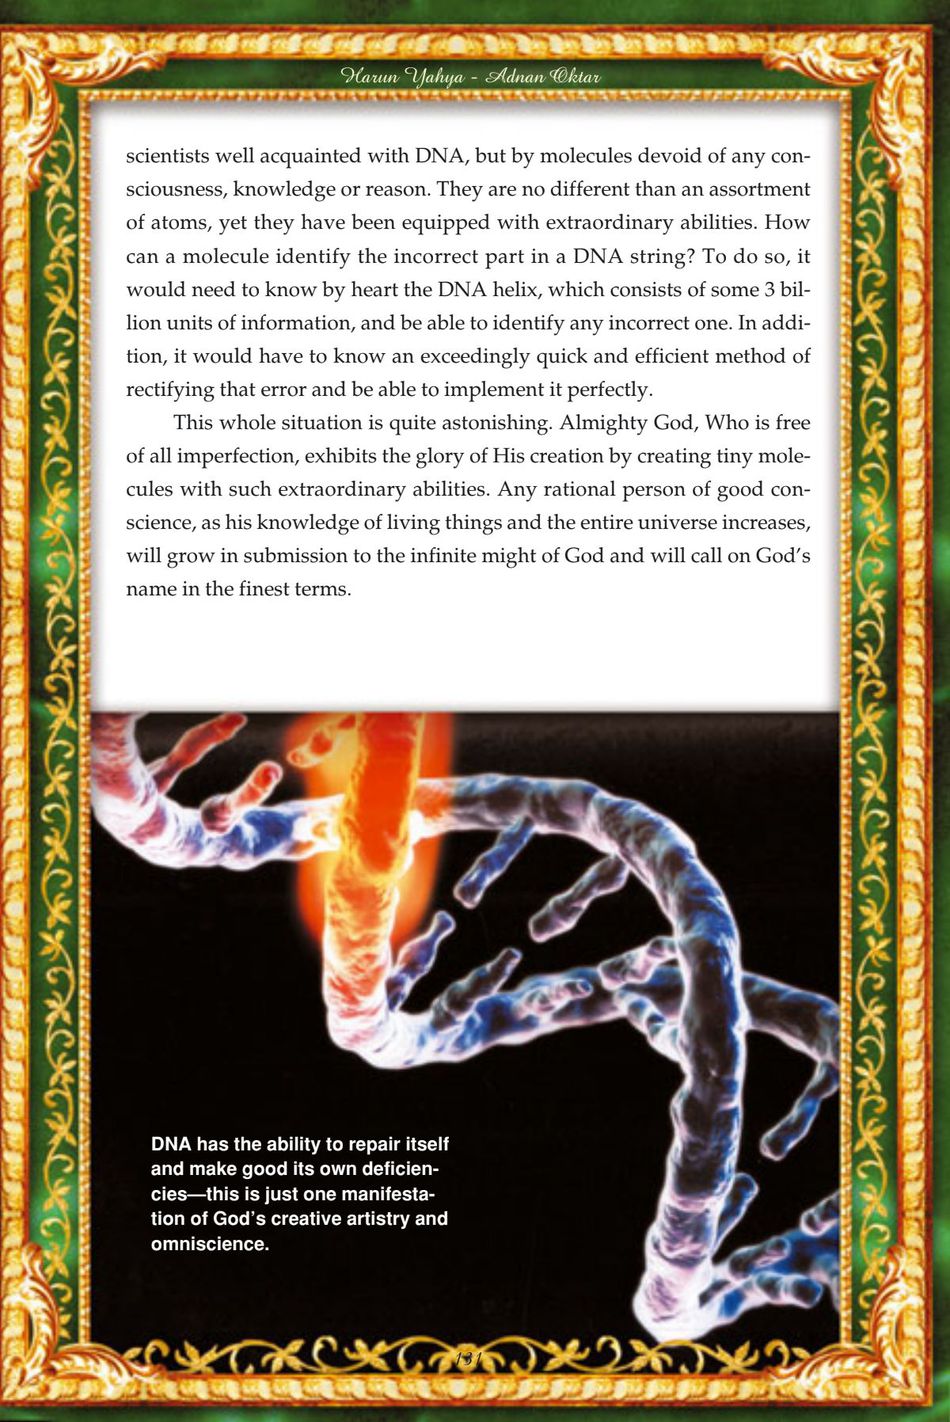 Harun Yahya - Adnan Oktar
scientists well acquainted with DNA, but by molecules devoid of any con-
sciousness, knowledge or reason. They are no different than an assortment
of atoms, yet they have been equipped with extraordinary abilities. How
can a molecule identify the incorrect part in a DNA string? To do so, it
would need to know by heart the DNA helix, which consists of some 3 bil-
lion units of information, and be able to identify any incorrect one. In addi-
tion, it would have to know an exceedingly quick and efficient method of
rectifying that error and be able to implement it perfectly.
This whole situation is quite astonishing. Almighty God, Who is free
of all imperfection, exhibits the glory of His creation by creating tiny mole-
cules with such extraordinary abilities. Any rational person of good con-
science, as his knowledge of living things and the entire universe increases,
will grow in submission to the infinite might of God and will call on God's
name in the finest terms.
DNA has the ability to repair itself
and make good its own deficien-
cies—this is just one manifesta-
tion of God's creative artistry and
omniscience.
131